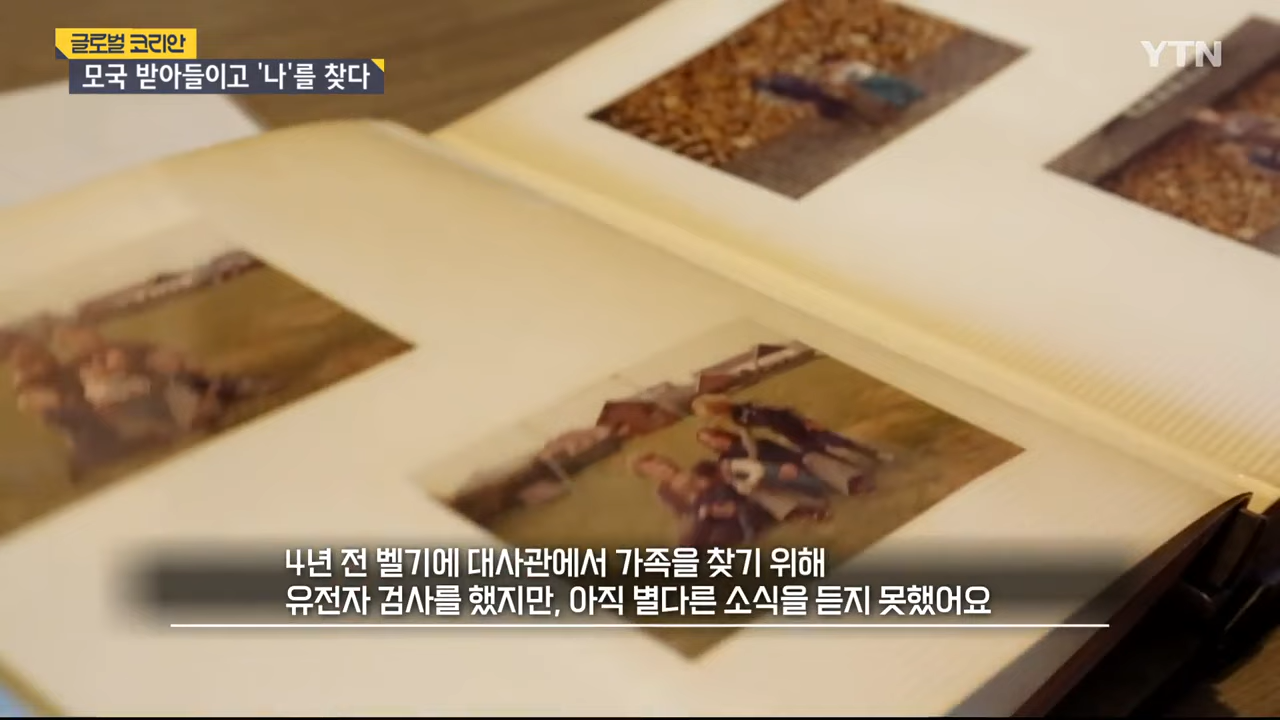 글로벌 코리안
모국 받아들이고 '나'를 찾다
YTN
4년 전 벨기에 대사관에서 가족을 찾기 위해
유전자 검사를 했지만, 아직 별다른 소식을 듣지 못했어요